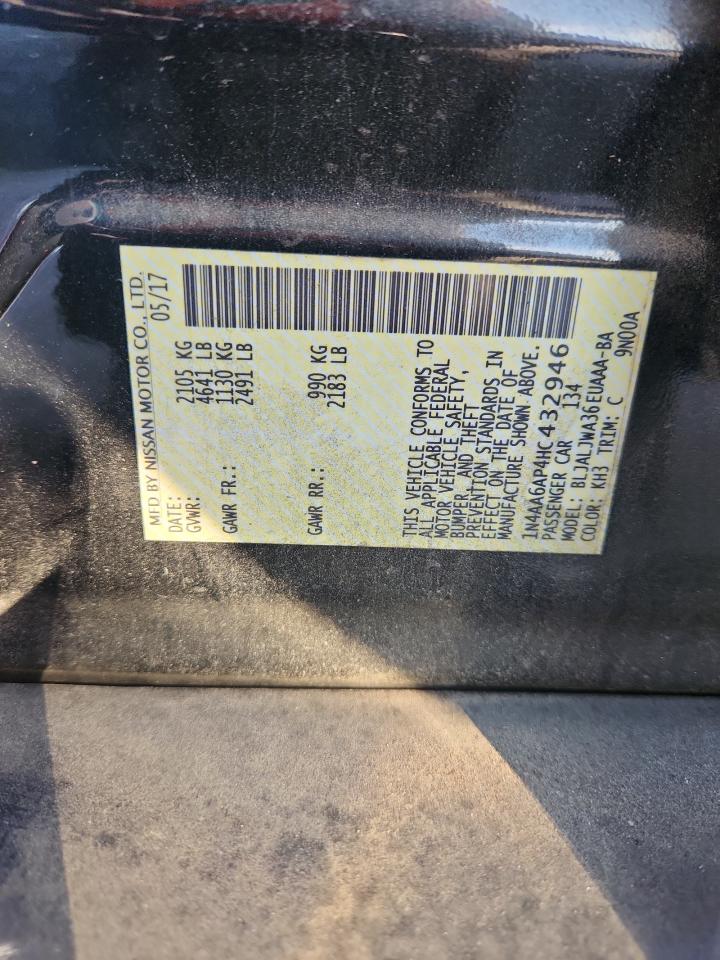 MFD BY NISSAN MOTOR CO., LTD.
DATE: 05/17
GVWR: 2105 KG
4641 LB
GAWR FR.: 1130 KG
2491 LB
GAWR RR.: 990 KG
2183 LB
THIS VEHICLE CONFORMS TO
ALL APPLICABLE FEDERAL
MOTOR VEHICLE SAFETY,
BUMPER, AND THEFT
PREVENTION STANDARDS IN
EFFECT ON THE DATE OF
MANUFACTURE SHOWN ABOVE.
1N4AA6AP4HC432946
PASSENGER CAR 134
MODEL: BLJALJWA36EUAAA-BA
COLOR: KH3 TRIM: C 9N00A